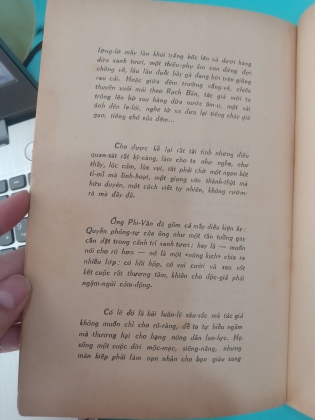 lững-lờ mây lâu khói trắng bốc lên và dưới hàng
dừa xanh tươi, một thiếu-phụ ẵm con đứng đợi
chồng về, lâu lâu đuổi bầy gà đang bới trên giồng
rau cải. Hoặc giữa đêm trường vắng-vẻ, chiếc
thuyền xuôi mái theo Rạch Bần, tác giả mới ta
trông lên bờ sau hàng dừa nước âm-u, một vài
ánh đèn le-lói, nghe từ xa đưa lại tiếng chày giã
gạo, tiếng chó sủa đêm...
Cho được kể lại rất tài tình những điều
quan-sát rất kỹ-càng, làm cho ta như nghe, như
thấy, lúc cảm, lúc vui, tất phải chữ một ngọn bút
tỉ-mỉ mà linh-hoạt, một giọng văn thành-thật mà
hữu duyên, một cách viết tự nhiên, không rườm-
rà mà đầy đủ.
Ông Phi-Vân đã gồm cả mấy điều kiện ấy:
Quyển phóng-sự của ông như một tấn tuồng gay
cấn đặt trong cảnh trí xanh tươi; hay là — muốn
nói cho rõ hơn — nó là một «nông kịch» chia ra
nhiều lớp: có hồi hộp, có vui cười và sau rốt
kết cuộc rất thương tâm, khiến cho độc-giả phải
ngậm-ngùi cảm-động.
Có lẽ đó là bài luân-lý sâu-sắc mà tác giả
không muốn chỉ cho rõ-ràng, để ta tự hiểu ngầm
mà thương hại cho hạng nông dân lao-lực. Họ
sống một cuộc đời mộc-mạc, siêng-năng, nhưng
mãn kiếp phải làm nạn nhân cho bọn giàu sang